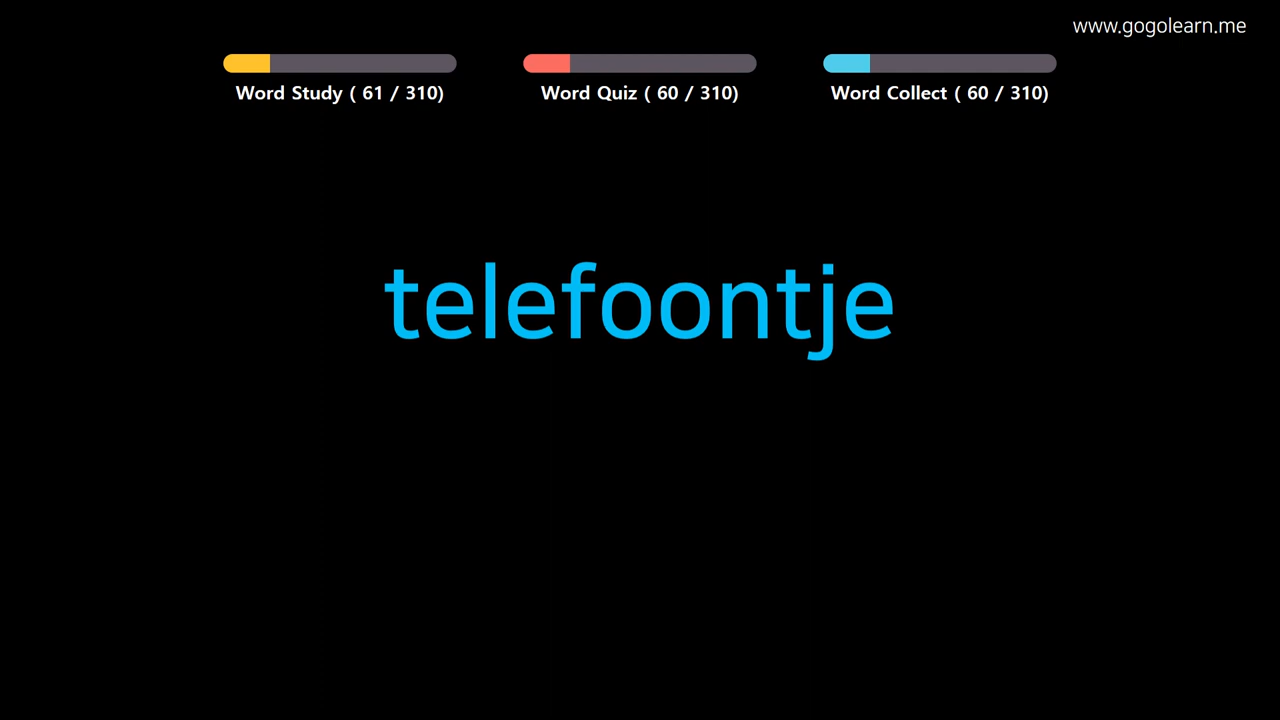 www.gogolearn.me
Word Study ( 61 / 310)
Word Quiz ( 60 / 310)
Word Collect ( 60 / 310)
telefoontje